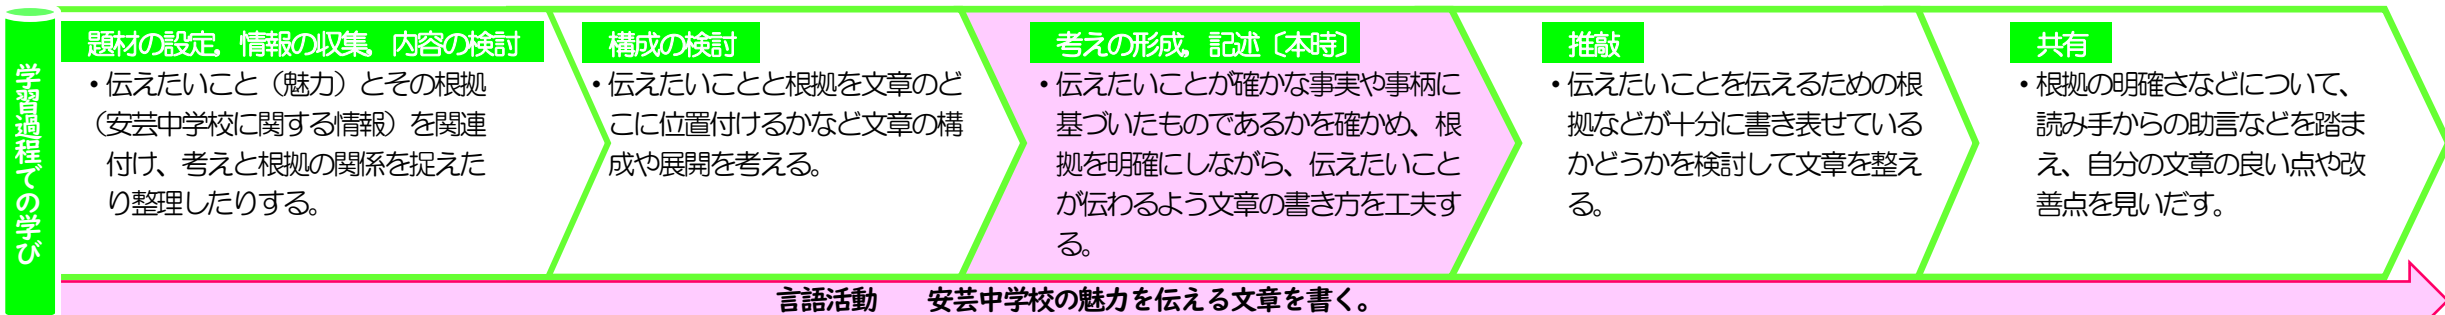 学習過程での学び
題材の設定，情報の収集，内容の検討
・伝えたいこと（魅力）とその根拠
（安芸中学校に関する情報）を関連
付け、考えと根拠の関係を捉えた
り整理したりする。
構成の検討
・伝えたいことと根拠を文章のど
こに位置付けるかなど文章の構
成や展開を考える。
考えの形成，記述〔本時〕
・伝えたいことが確かな事実や事柄に
基づいたものであるかを確かめ、根
拠を明確にしながら、伝えたいこと
が伝わるよう文章の書き方を工夫す
る。
推敲
・伝えたいことを伝えるための根
拠などが十分に書き表せている
かどうかを検討して文章を整え
る。
共有
・根拠の明確さなどについて、
読み手からの助言などを踏ま
え、自分の文章の良い点や改
善点を見いだす。
言語活動　　安芸中学校の魅力を伝える文章を書く。